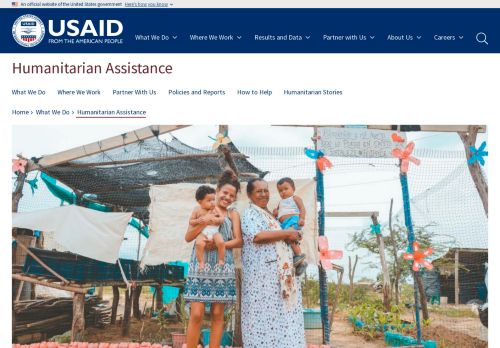 An official website of the United States government Here's how you know
USAID
FROM THE AMERICAN PEOPLE
What We Do Where We Work Results and Data Partner with Us About Us Careers
Humanitarian Assistance
What We Do Where We Work Partner With Us Policies and Reports How to Help Humanitarian Stories
Home › What We Do › Humanitarian Assistance